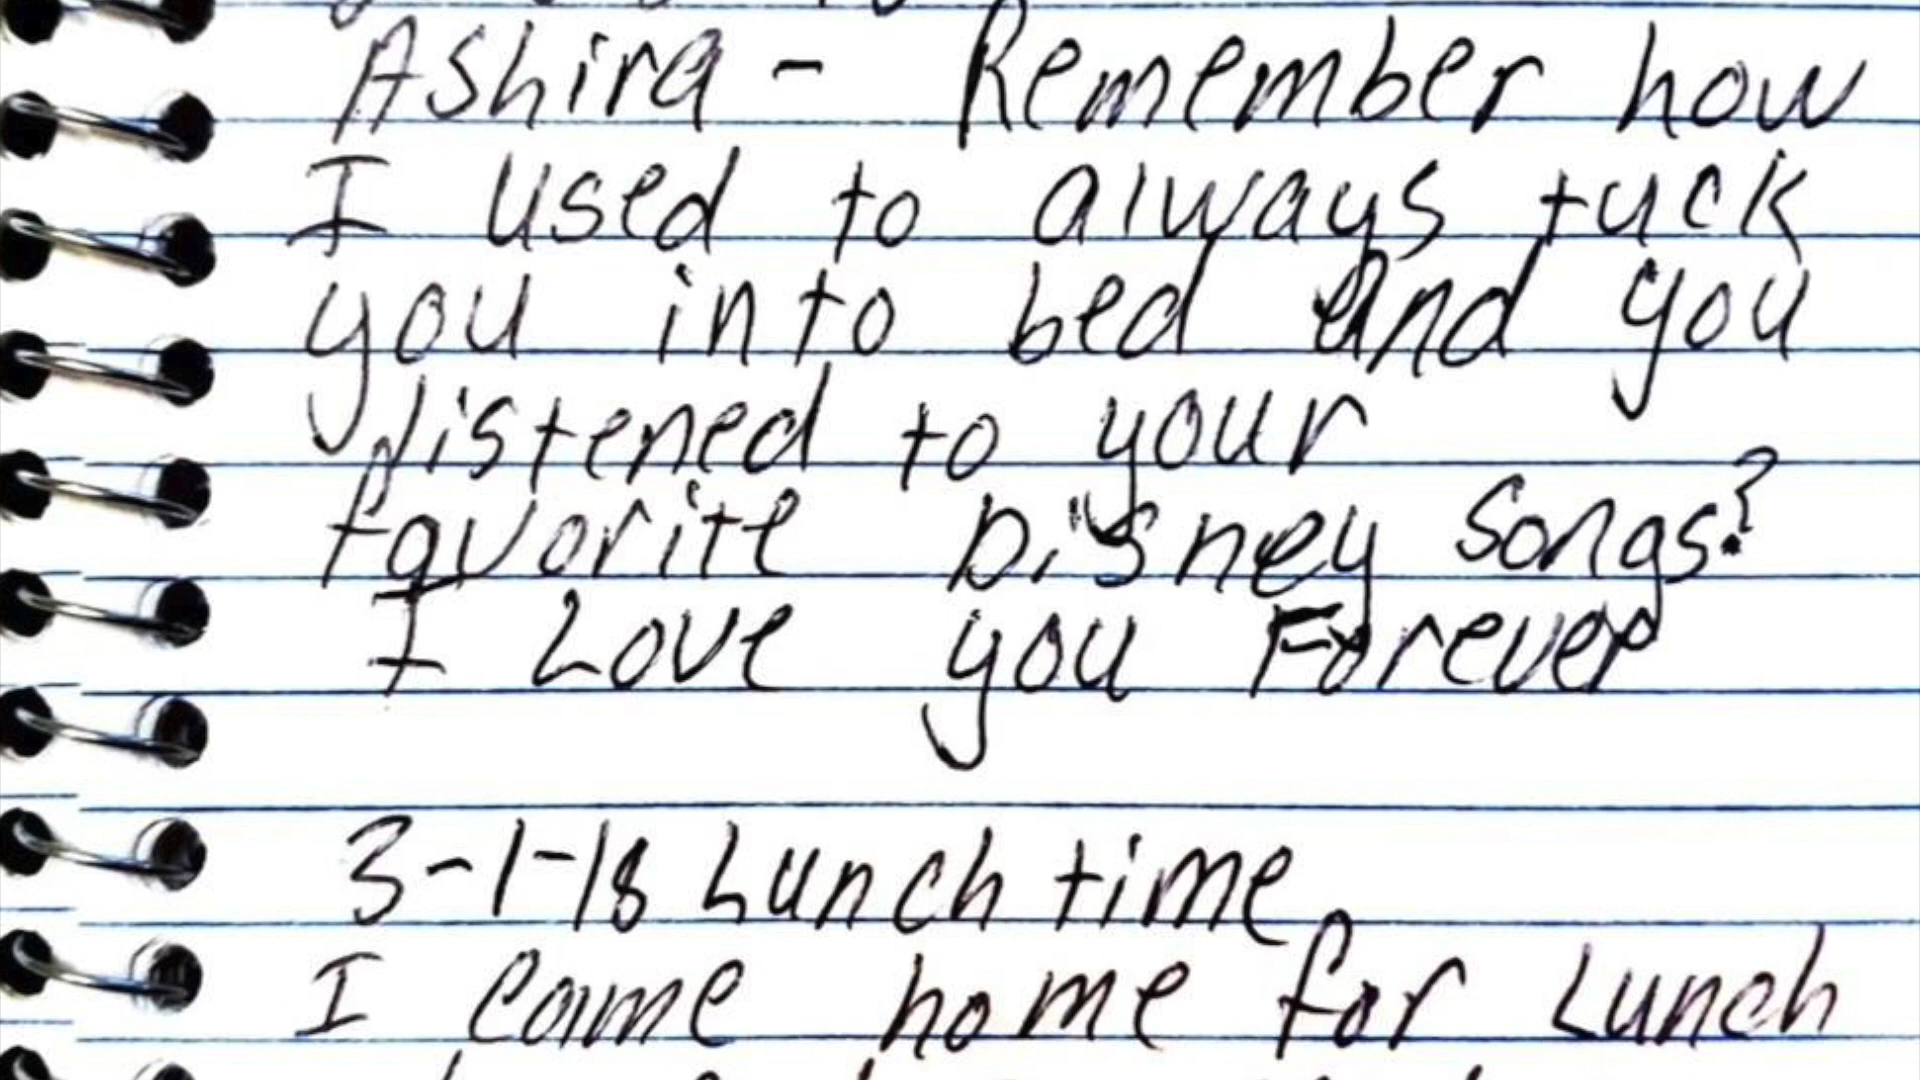 Ashira - Remember how
I used to always tuck
you into bed and you
listened to your
favorite Disney songs?
I Love you Forever
3-1-18 Lunch time
I came home for Lunch